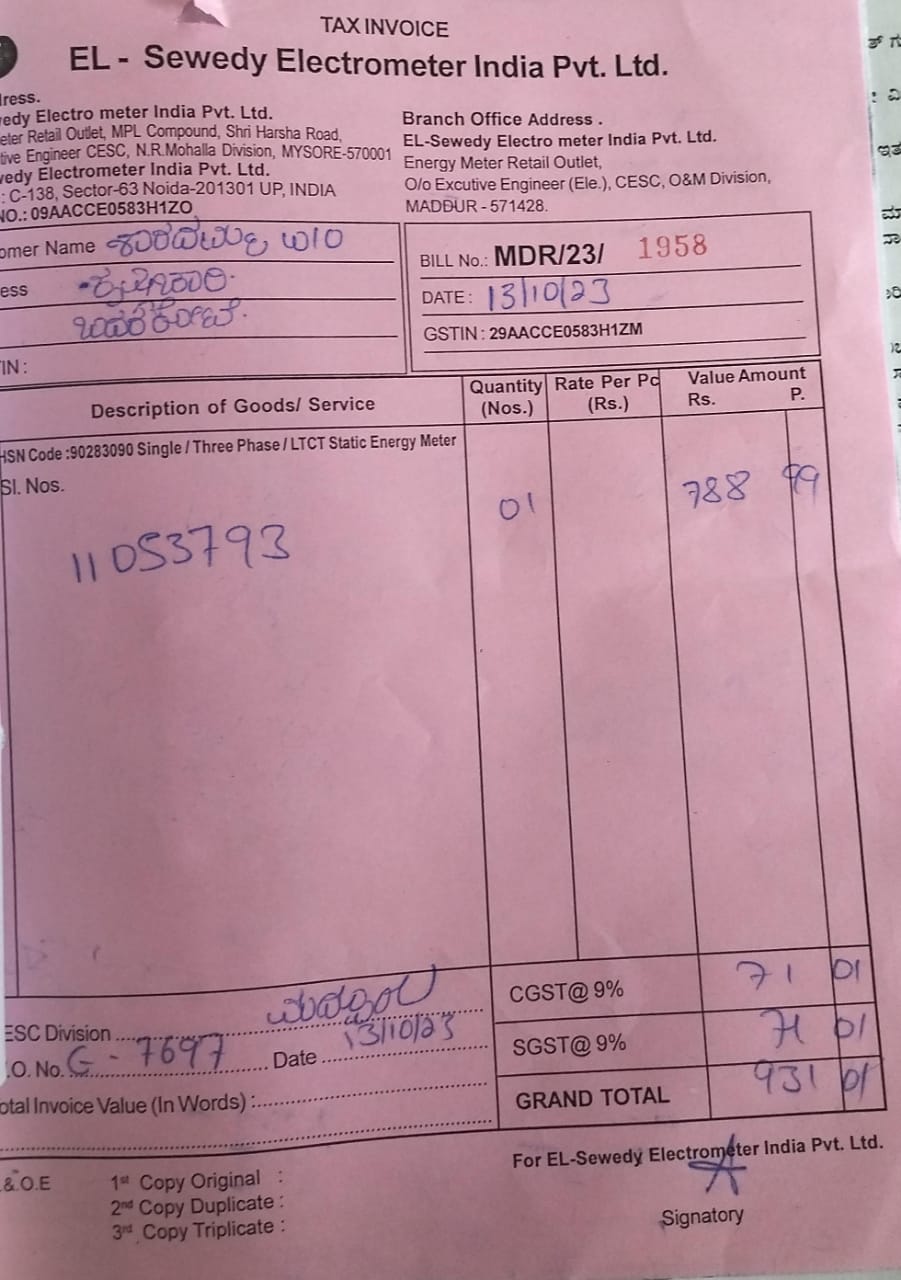 TAX INVOICE
EL - Sewedy Electrometer India Pvt. Ltd.
ress.
edy Electro meter India Pvt. Ltd.
eter Retail Outlet, MPL Compound, Shri Harsha Road,
tive Engineer CESC, N.R.Mohalla Division, MYSORE-570001
edy Electrometer India Pvt. Ltd.
: C-138, Sector-63 Noida-201301 UP, INDIA
NO.: 09AACCE0583H1ZO
Branch Office Address .
EL-Sewedy Electro meter India Pvt. Ltd.
Energy Meter Retail Outlet,
O/o Excutive Engineer (Ele.), CESC, O&M Division,
MADDUR - 571428.
omer Name
ess
IN :
BILL No.: MDR/23/ 1958
DATE : 13/10/23
GSTIN : 29AACCE0583H1ZM
Description of Goods/ Service Quantity (Nos.) Rate Per Pc (Rs.) Value Amount Rs. P.
HSN Code :90283090 Single / Three Phase / LTCT Static Energy Meter
Sl. Nos.
11053793 01 788 99
CGST@ 9% 71 01
SGST@ 9% 71 01
GRAND TOTAL 931 01
ESC Division
.O. No. G - 7697 Date 13/10/23
otal Invoice Value (In Words) :
For EL-Sewedy Electrometer India Pvt. Ltd.
Signatory
.&.O.E
1st Copy Original :
2nd Copy Duplicate :
3rd Copy Triplicate :